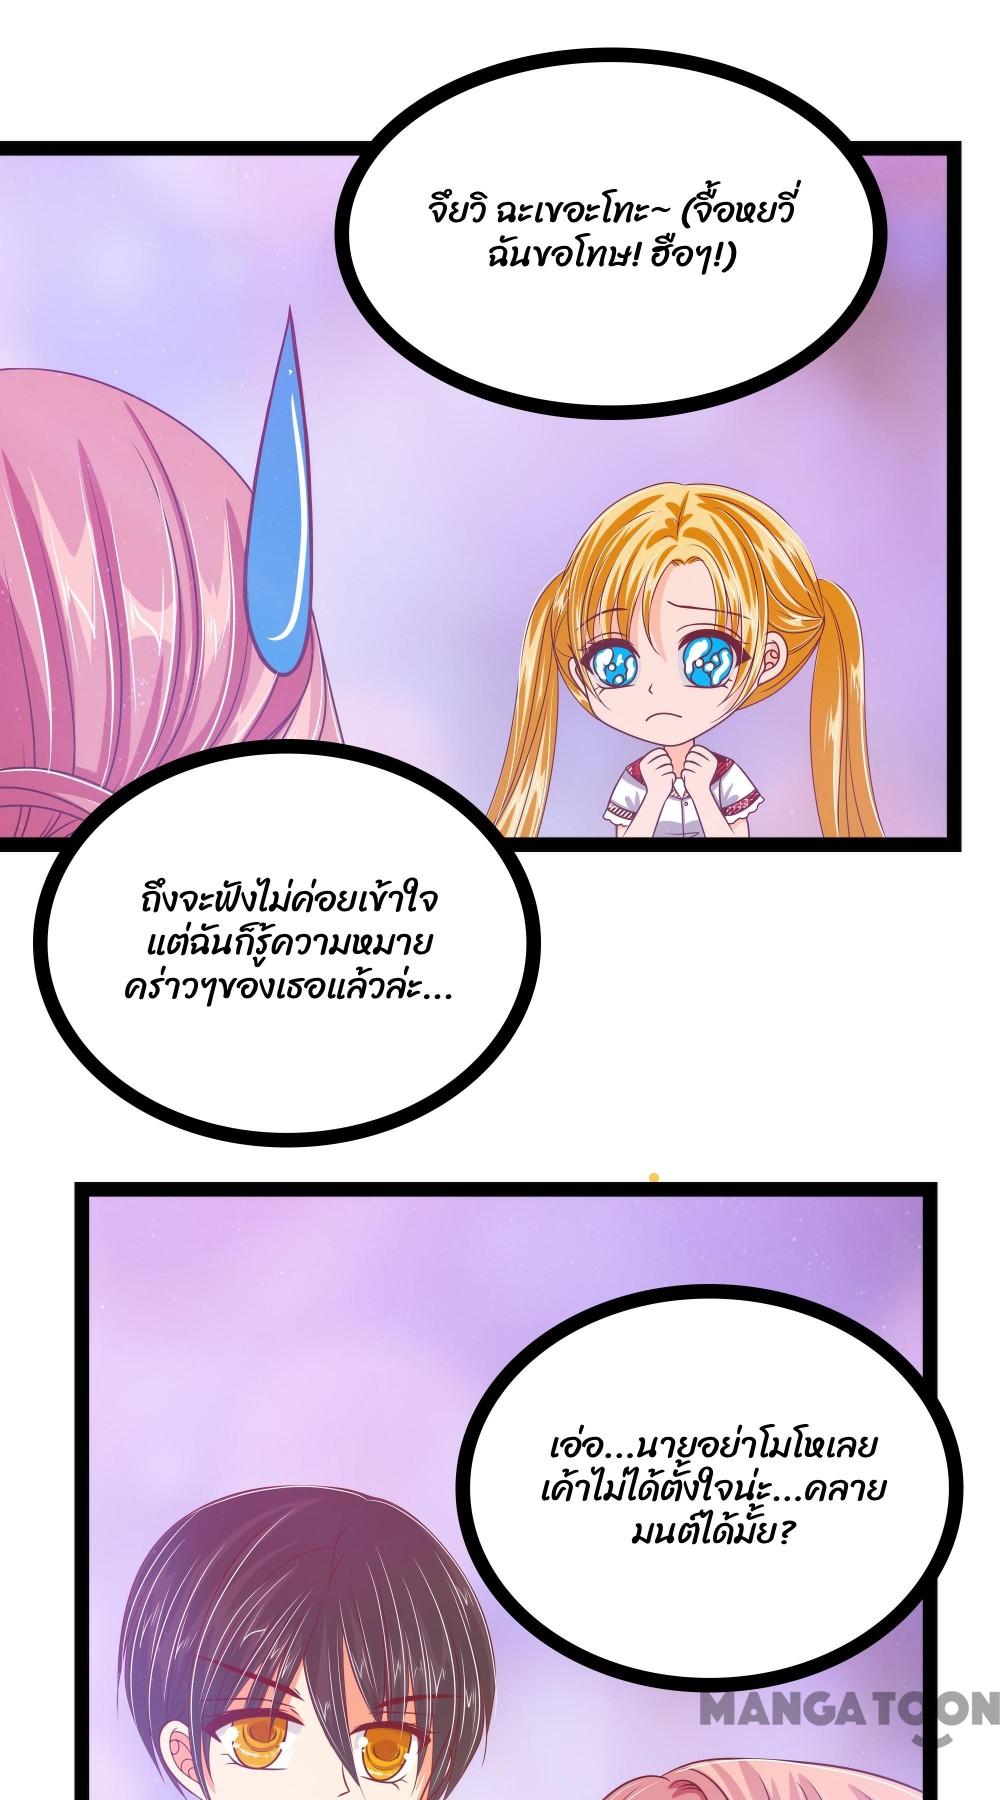 จียวิ ฉะเขอะโทะ~ (จื้อหยวี่
ฉันขอโทษ! ฮือๆ!)
ถึงจะฟังไม่ค่อยเข้าใจ
แต่ฉันก็รู้ความหมาย
คร่าวๆของเธอแล้วล่ะ...
เอ่อ...นายอย่าโมโหเลย
เค้าไม่ได้ตั้งใจน่ะ...คลาย
มนต์ได้มั้ย?
MANGATOON